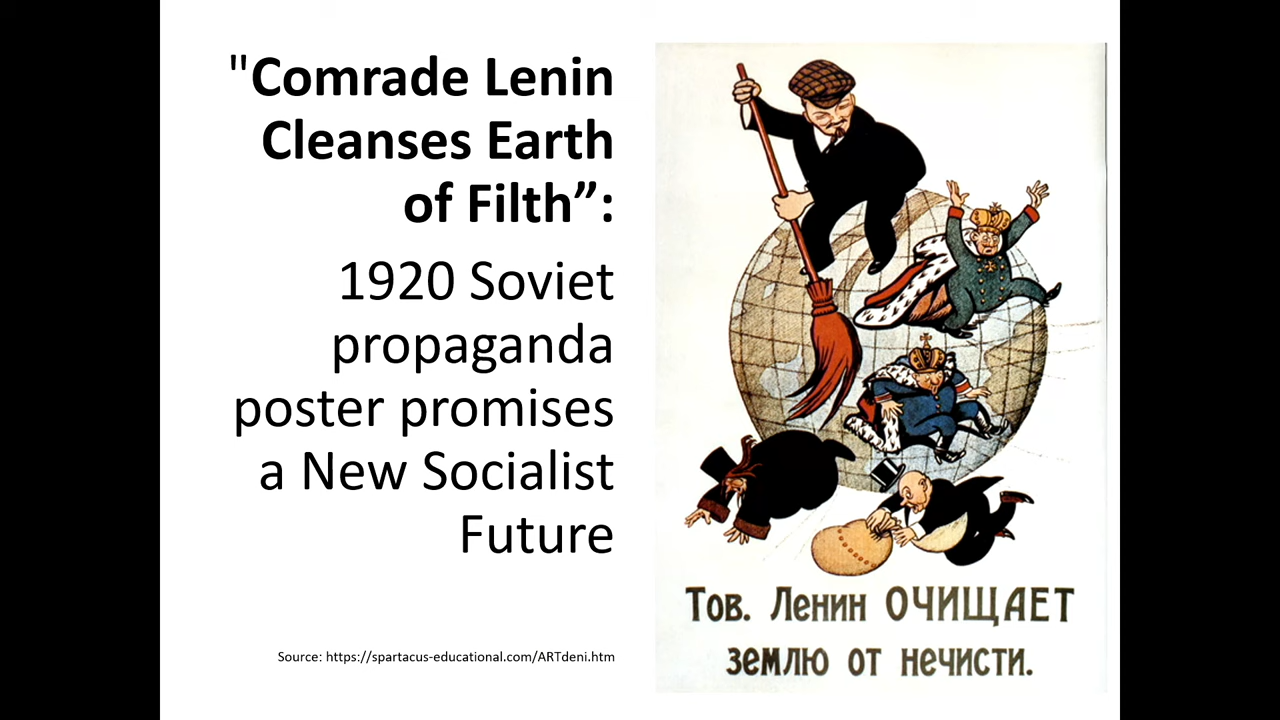 "Comrade Lenin
Cleanses Earth
of Filth”:
1920 Soviet
propaganda
poster promises
a New Socialist
Future
Source: https://spartacus-educational.com/ARTdeni.htm
Тов. Ленин ОЧИЩАЕТ
землю от нечисти.